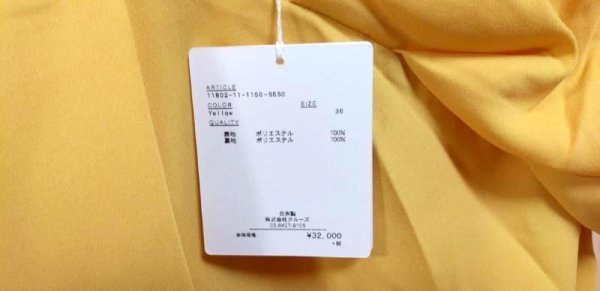 ARTICLE
11802-11-1150-5550
COLOR SIZE
Yellow 36
QUALITY
表地 ポリエステル 100%
裏地 ポリエステル 100%
日本製
株式会社クルーズ
03-6427-9105
本体価格 ¥32,000
+税